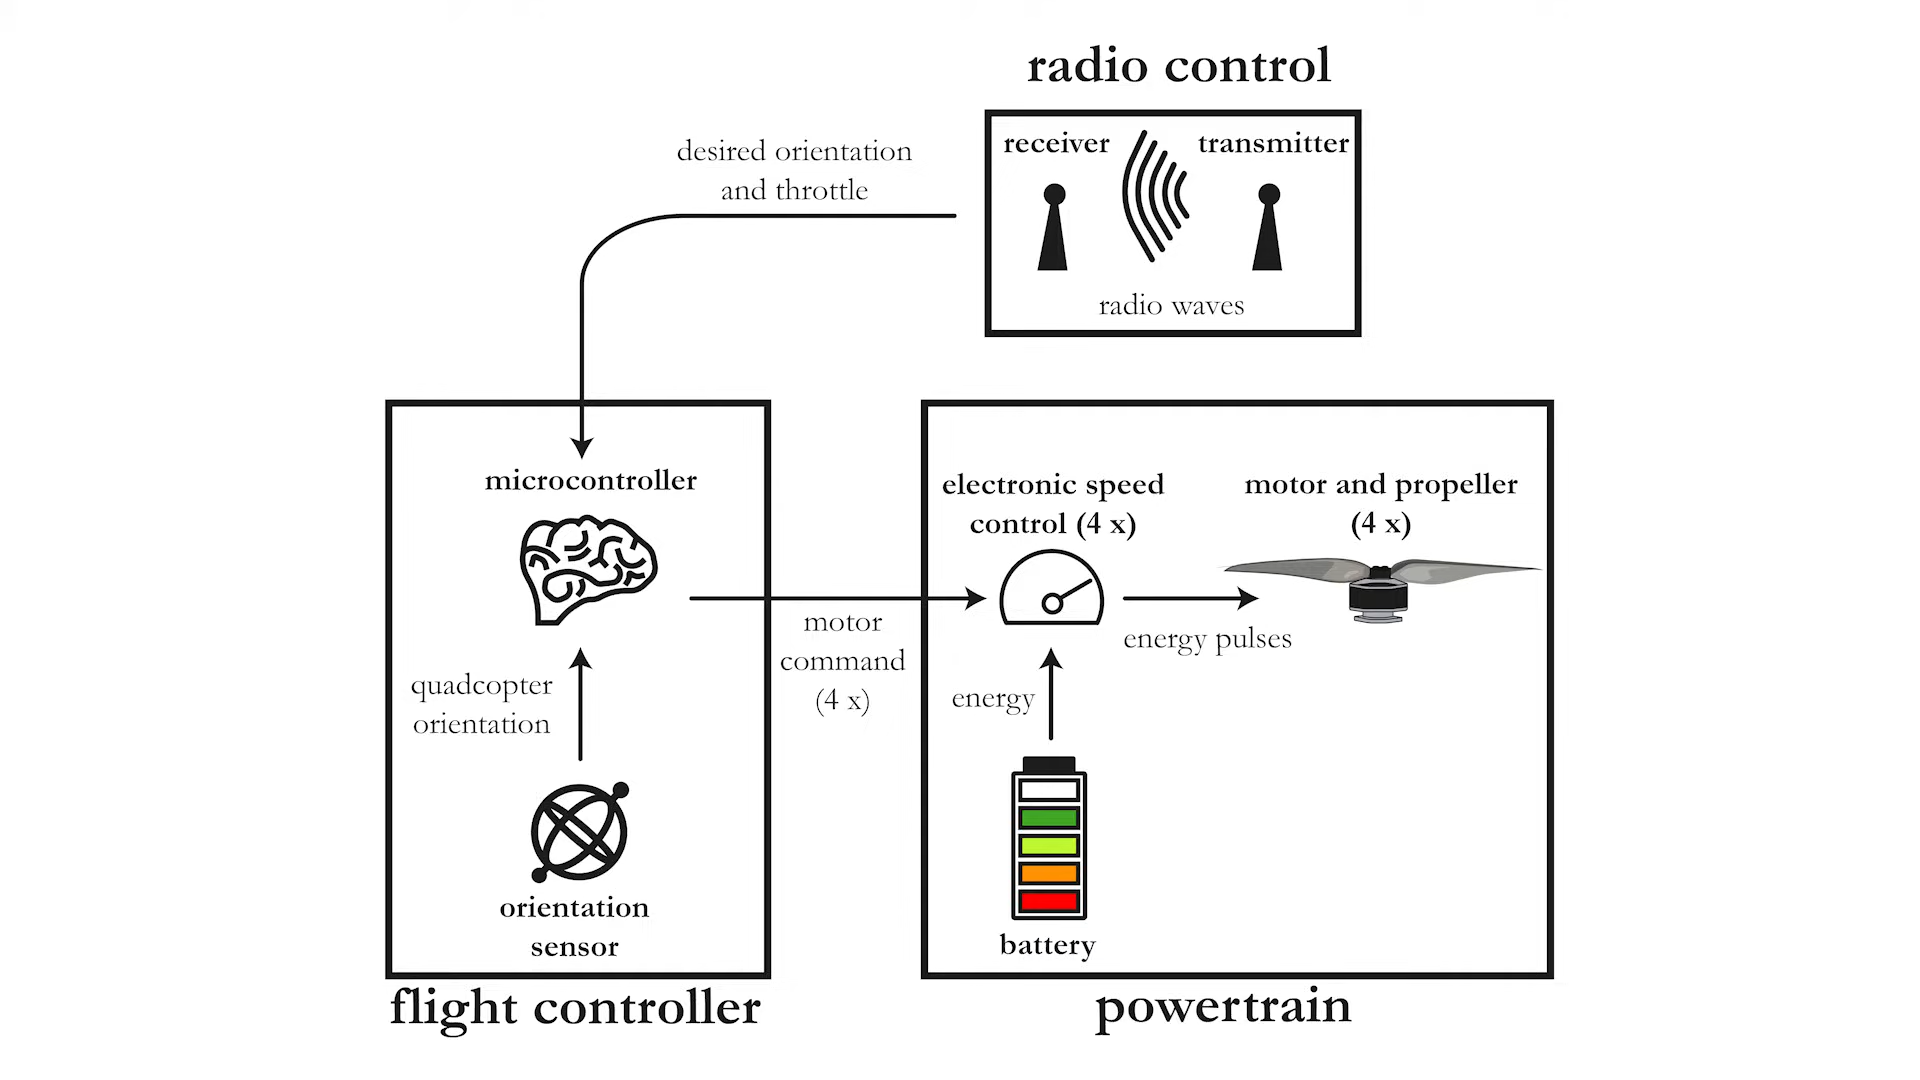 radio control
receiver
transmitter
radio waves
desired orientation
and throttle
microcontroller
quadcopter
orientation
orientation
sensor
flight controller
motor
command
(4 x)
electronic speed
control (4 x)
motor and propeller
(4 x)
energy pulses
energy
battery
powertrain